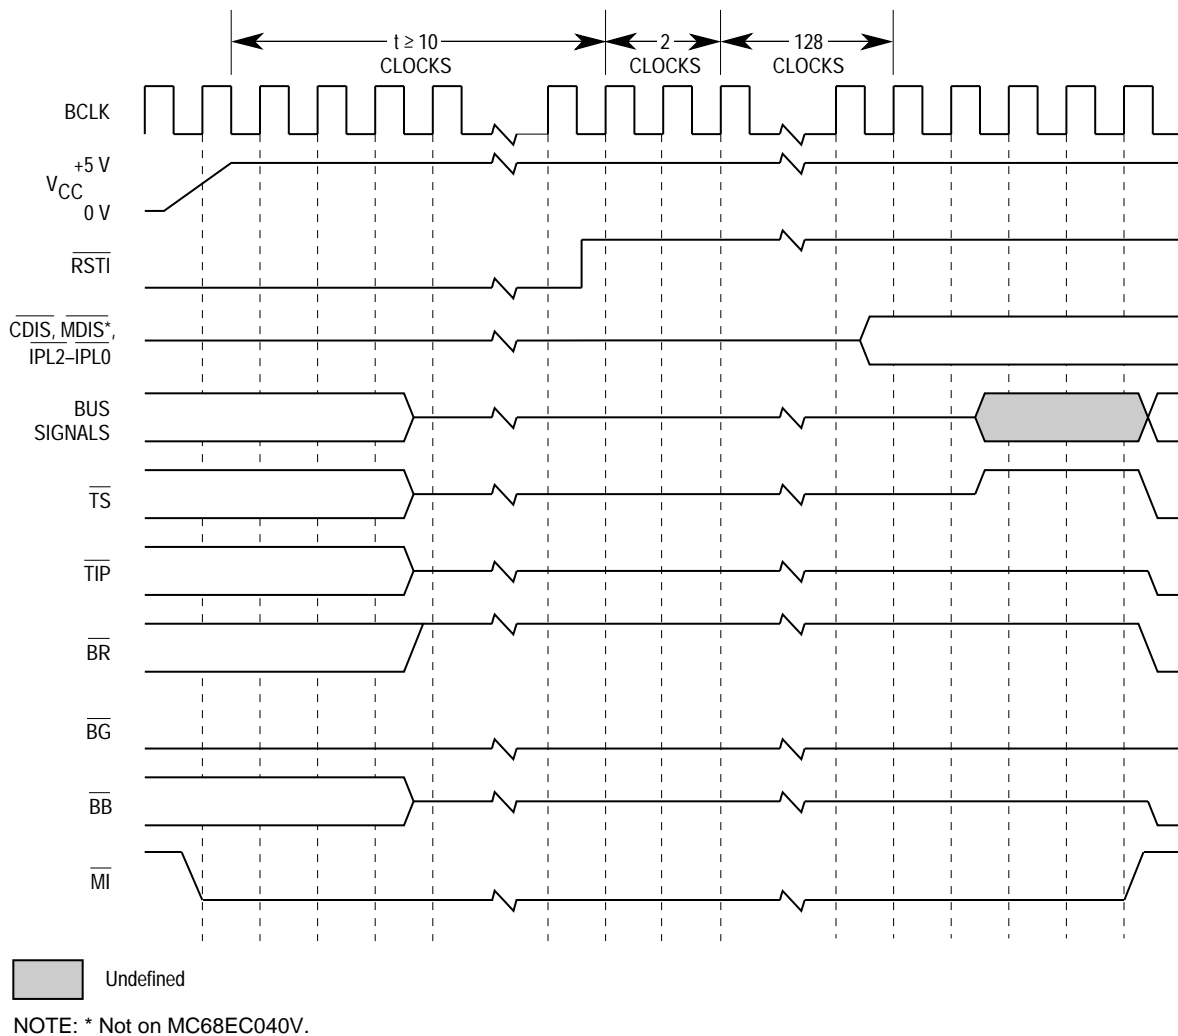 t ≥ 10
CLOCKS
2
CLOCKS
128
CLOCKS
BCLK
+5 V
VCC
0 V
RSTI
CDIS, MDIS*,
IPL2–IPL0
BUS
SIGNALS
TS
TIP
BR
BG
BB
MI
Undefined
NOTE: * Not on MC68EC040V.